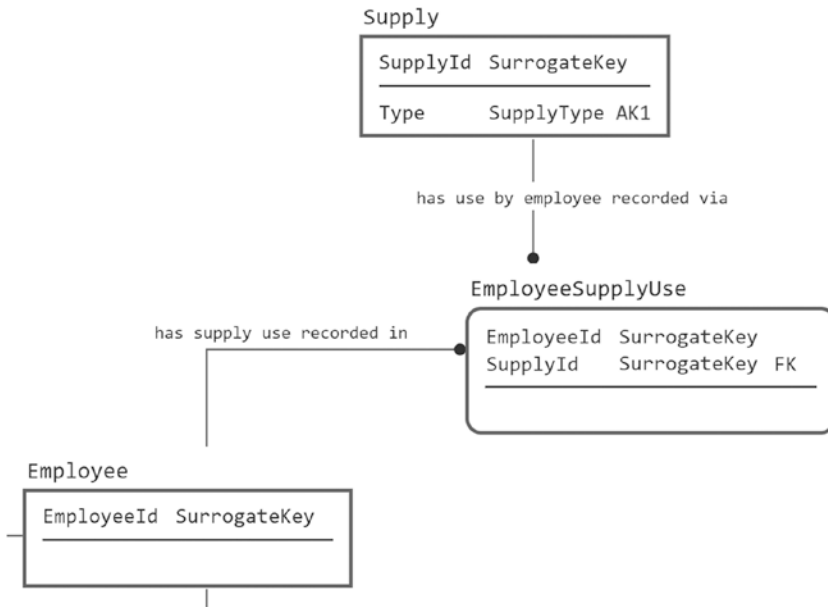 Supply
SupplyId SurrogateKey
Type SupplyType AK1
has use by employee recorded via
EmployeeSupplyUse
EmployeeId SurrogateKey
SupplyId SurrogateKey FK
has supply use recorded in
Employee
EmployeeId SurrogateKey